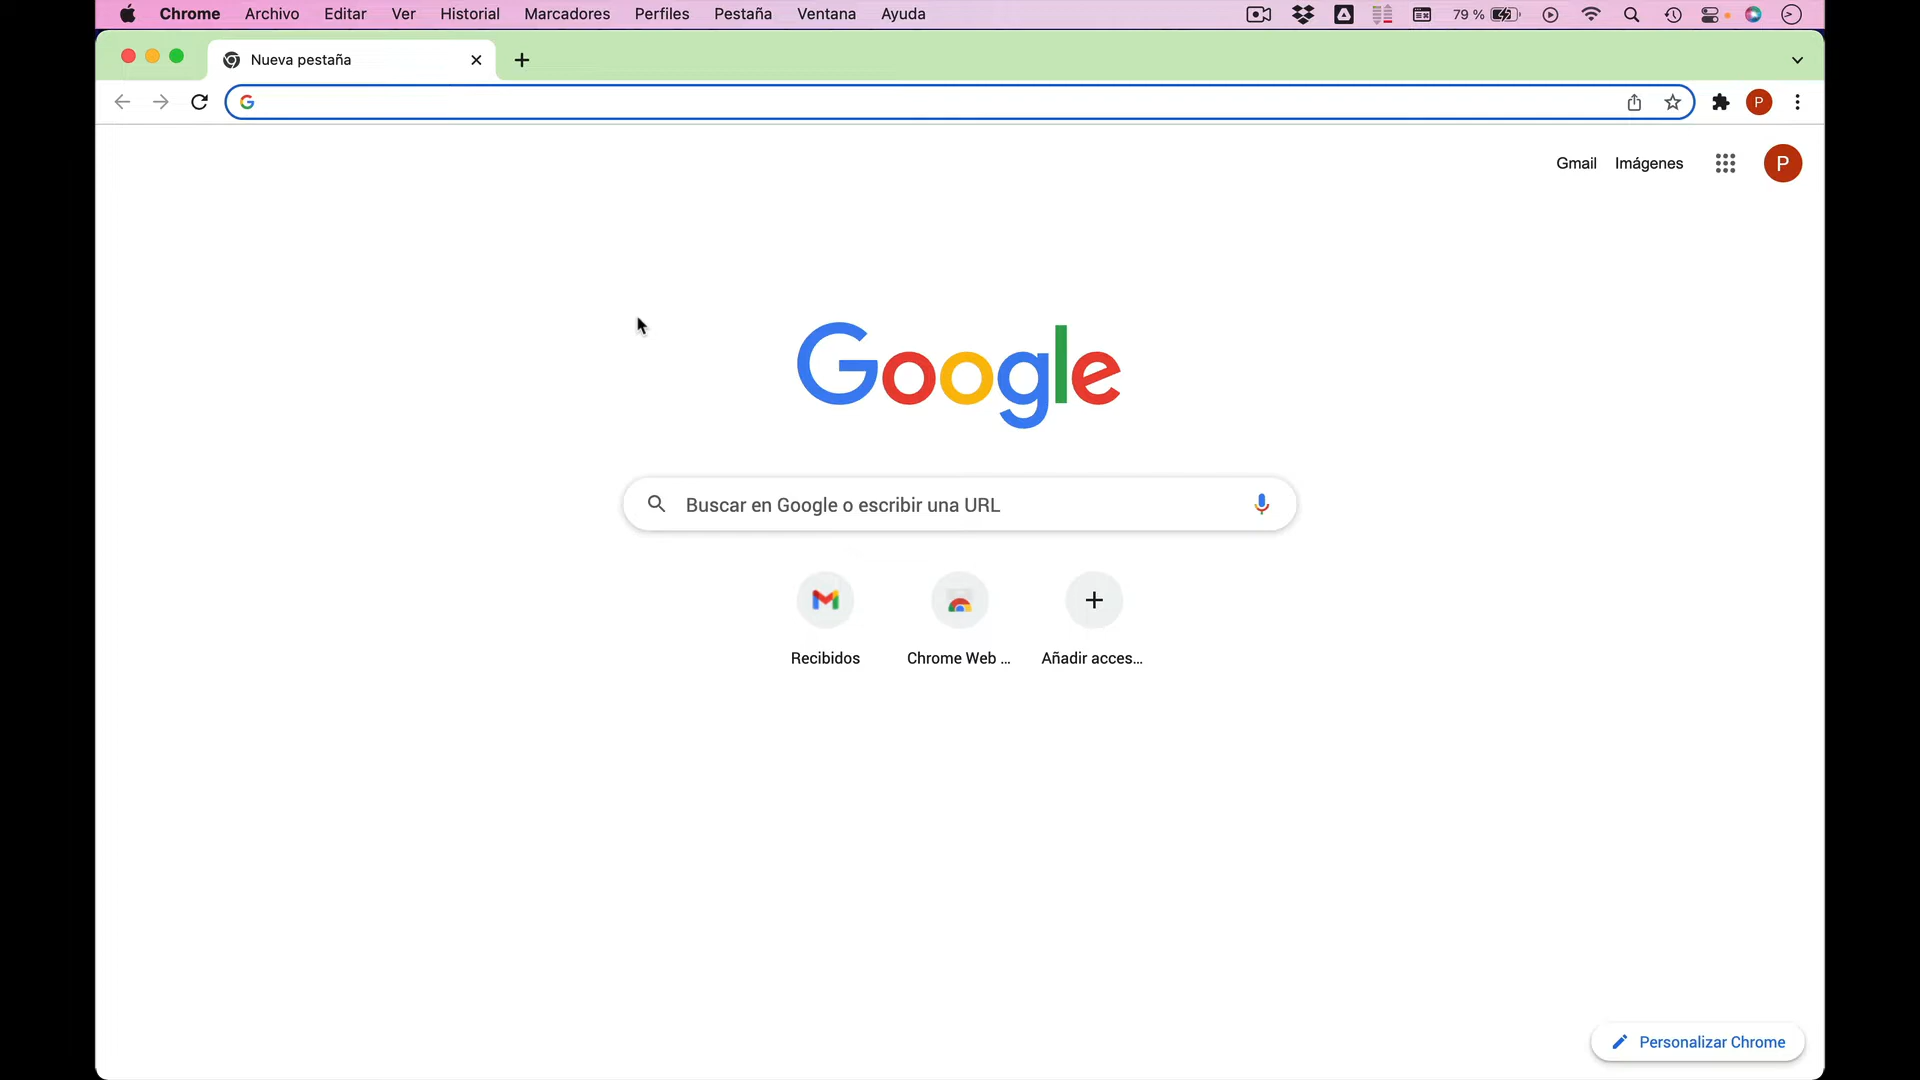 Chrome Archivo Editar Ver Historial Marcadores Perfiles Pestaña Ventana Ayuda 79 %
Nueva pestaña
P
Gmail Imágenes P
Google
Buscar en Google o escribir una URL
Recibidos Chrome Web ... Añadir acces...
Personalizar Chrome